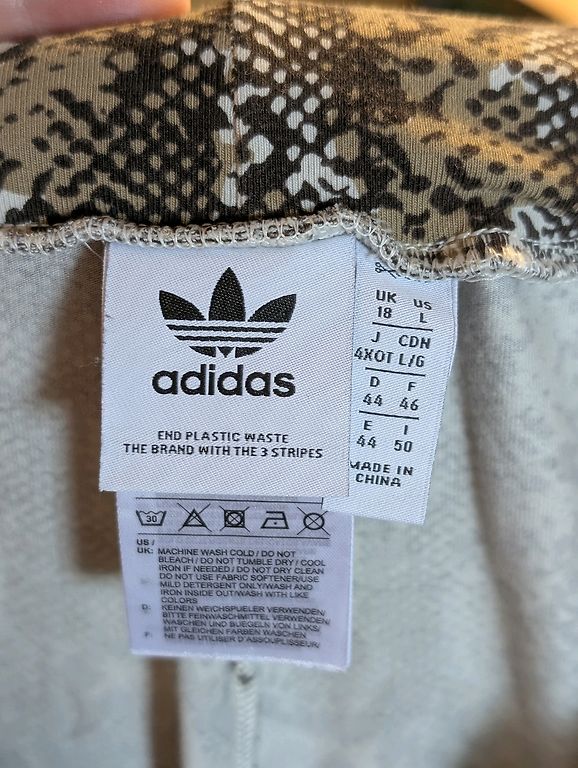 adidas
END PLASTIC WASTE
THE BRAND WITH THE 3 STRIPES
UK US
18 L
J CDN
4XOT L/G
D F
44 46
E I
44 50
MADE IN
CHINA
30
US /
UK: MACHINE WASH COLD / DO NOT
BLEACH / DO NOT TUMBLE DRY / COOL
IRON IF NEEDED / DO NOT DRY CLEAN
DO NOT USE FABRIC SOFTENER/USE
MILD DETERGENT ONLY/WASH AND
IRON INSIDE OUT/WASH WITH LIKE
COLORS
D: KEINEN WEICHSPUELER VERWENDEN/
BITTE FEINWASCHMITTEL VERWENDEN/
WASCHEN UND BUEGELN VON LINKS/
MIT GLEICHEN FARBEN WASCHEN
F: NE PAS UTILISER D'ASSOUPLISSEUR/